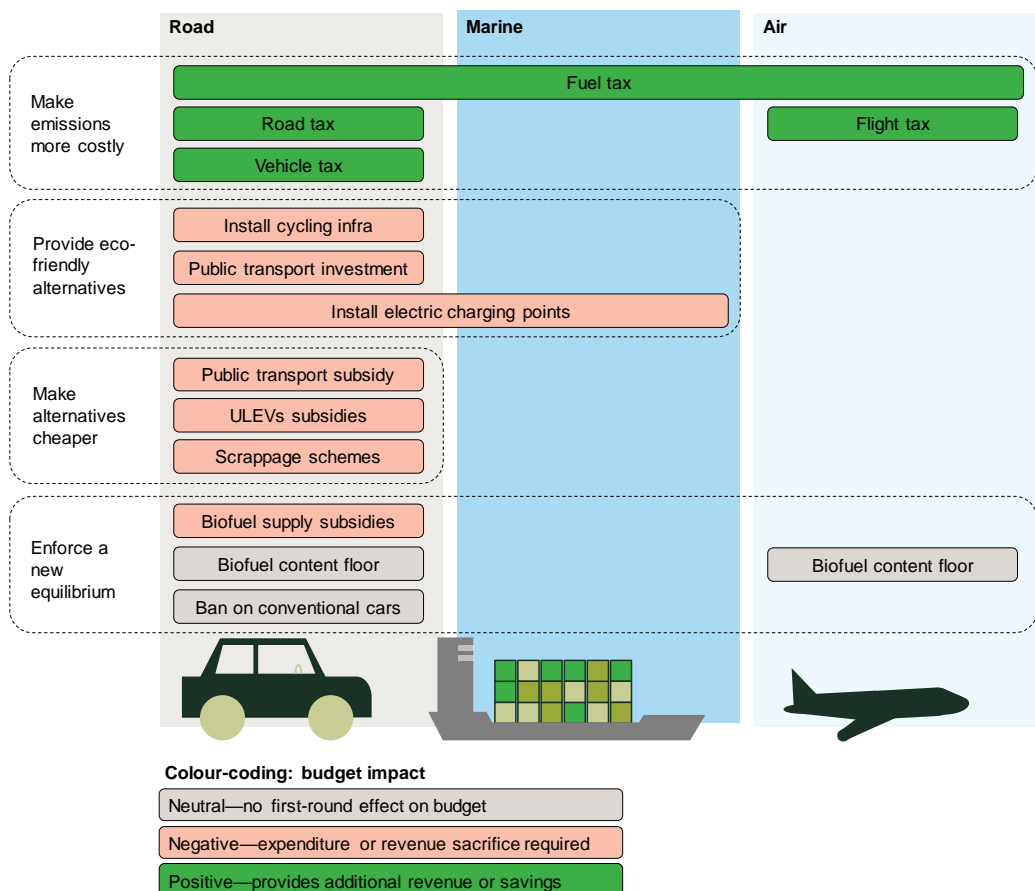 Road
Marine
Air
Make
emissions
more costly
Fuel tax
Road tax
Flight tax
Vehicle tax
Provide eco-
friendly
alternatives
Install cycling infra
Public transport investment
Install electric charging points
Make
alternatives
cheaper
Public transport subsidy
ULEVs subsidies
Scrappage schemes
Enforce a
new
equilibrium
Biofuel supply subsidies
Biofuel content floor
Biofuel content floor
Ban on conventional cars
Colour-coding: budget impact
Neutral—no first-round effect on budget
Negative—expenditure or revenue sacrifice required
Positive—provides additional revenue or savings